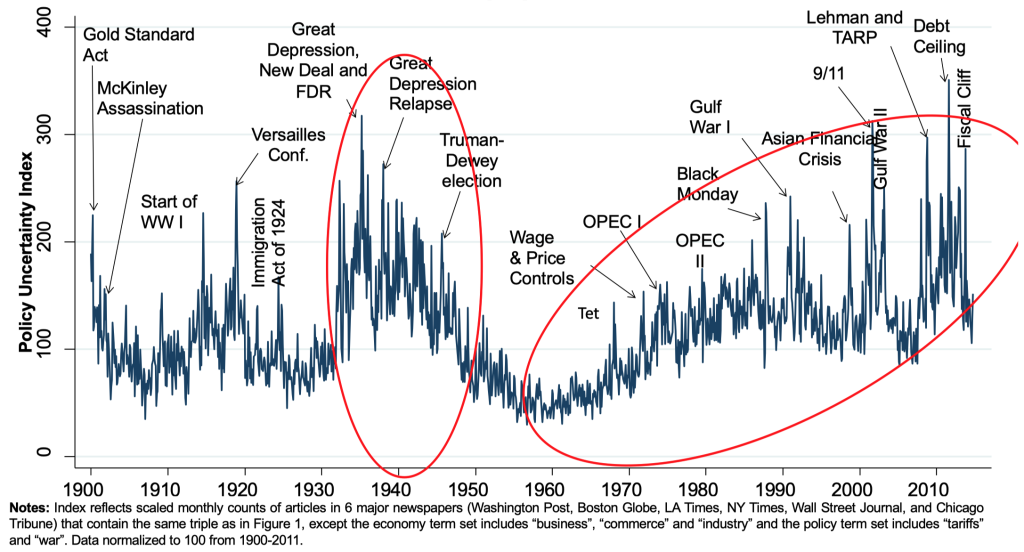 400
300
200
100
0
Policy Uncertainty Index
Gold Standard
Act
McKinley
Assassination
Start of
WW I
Versailles
Conf.
Immigration
Act of 1924
Great
Depression,
New Deal and
FDR
Great
Depression
Relapse
Truman-
Dewey
election
Wage
& Price
Controls
Tet
OPEC I
OPEC
II
Black
Monday
Gulf
War I
Asian Financial
Crisis
9/11
Gulf War II
Lehman and
TARP
Debt
Ceiling
Fiscal Cliff
1900 1910 1920 1930 1940 1950 1960 1970 1980 1990 2000 2010
Notes: Index reflects scaled monthly counts of articles in 6 major newspapers (Washington Post, Boston Globe, LA Times, NY Times, Wall Street Journal, and Chicago
Tribune) that contain the same triple as in Figure 1, except the economy term set includes “business”, “commerce” and “industry” and the policy term set includes “tariffs”
and “war”. Data normalized to 100 from 1900-2011.